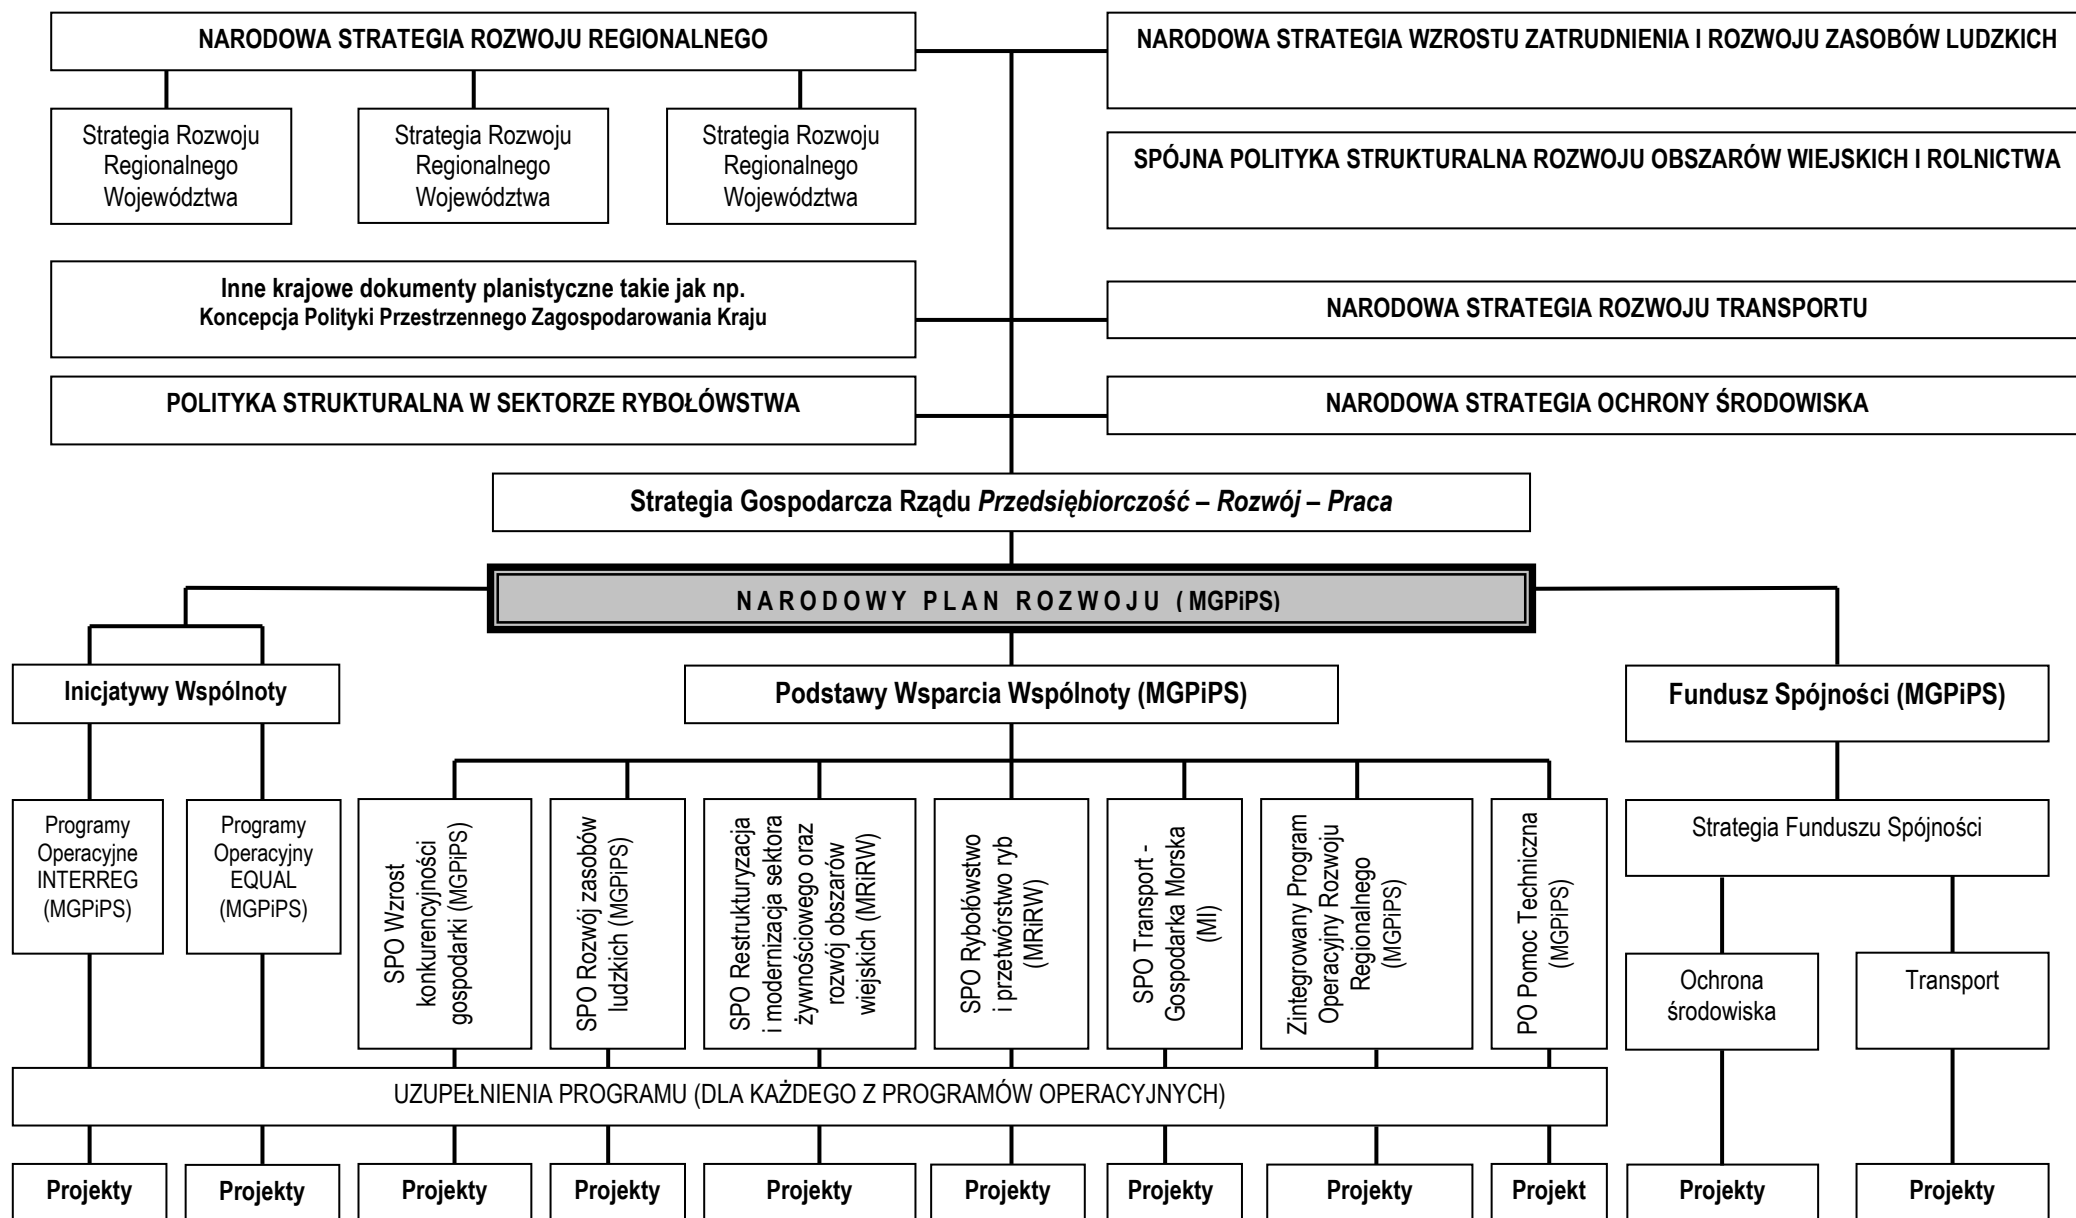 NARODOWA STRATEGIA ROZWOJU REGIONALNEGO
NARODOWA STRATEGIA WZROSTU ZATRUDNIENIA I ROZWOJU ZASOBÓW LUDZKICH
Strategia Rozwoju
Regionalnego
Województwa
Strategia Rozwoju
Regionalnego
Województwa
Strategia Rozwoju
Regionalnego
Województwa
SPÓJNA POLITYKA STRUKTURALNA ROZWOJU OBSZARÓW WIEJSKICH I ROLNICTWA
Inne krajowe dokumenty planistyczne takie jak np.
Koncepcja Polityki Przestrzennego Zagospodarowania Kraju
NARODOWA STRATEGIA ROZWOJU TRANSPORTU
POLITYKA STRUKTURALNA W SEKTORZE RYBOŁÓWSTWA
NARODOWA STRATEGIA OCHRONY ŚRODOWISKA
Strategia Gospodarcza Rządu Przedsiębiorczość – Rozwój – Praca
NARODOWY PLAN ROZWOJU (MGPiPS)
Inicjatywy Wspólnoty
Podstawy Wsparcia Wspólnoty (MGPiPS)
Fundusz Spójności (MGPiPS)
Programy
Operacyjne
INTERREG
(MGPiPS)
Programy
Operacyjny
EQUAL
(MGPiPS)
SPO Wzrost
konkurencyjności
gospodarki (MGPiPS)
SPO Rozwój zasobów
ludzkich (MGPiPS)
SPO Restrukturyzacja
i modernizacja sektora
żywnościowego oraz
rozwój obszarów
wiejskich (MRiRW)
SPO Rybołówstwo
i przetwórstwo ryb
(MRiRW)
SPO Transport -
Gospodarka Morska
(MI)
Zintegrowany Program
Operacyjny Rozwoju
Regionalnego
(MGPiPS)
PO Pomoc Techniczna
(MGPiPS)
Strategia Funduszu Spójności
Ochrona
środowiska
Transport
UZUPEŁNIENIA PROGRAMU (DLA KAŻDEGO Z PROGRAMÓW OPERACYJNYCH)
Projekty
Projekty
Projekty
Projekty
Projekty
Projekty
Projekty
Projekty
Projekt
Projekty
Projekty